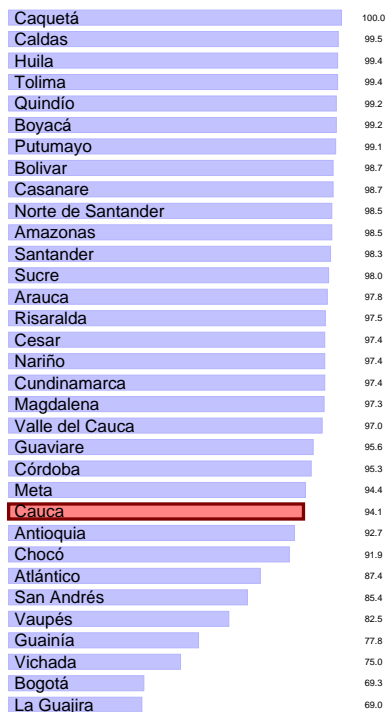 Caquetá 100.0
Caldas 99.5
Huila 99.4
Tolima 99.4
Quindío 99.2
Boyacá 99.2
Putumayo 99.1
Bolivar 98.7
Casanare 98.7
Norte de Santander 98.5
Amazonas 98.5
Santander 98.3
Sucre 98.0
Arauca 97.8
Risaralda 97.5
Cesar 97.4
Nariño 97.4
Cundinamarca 97.4
Magdalena 97.3
Valle del Cauca 97.0
Guaviare 95.6
Córdoba 95.3
Meta 94.4
Cauca 94.1
Antioquia 92.7
Chocó 91.9
Atlántico 87.4
San Andrés 85.4
Vaupés 82.5
Guainía 77.8
Vichada 75.0
Bogotá 69.3
La Guajira 69.0